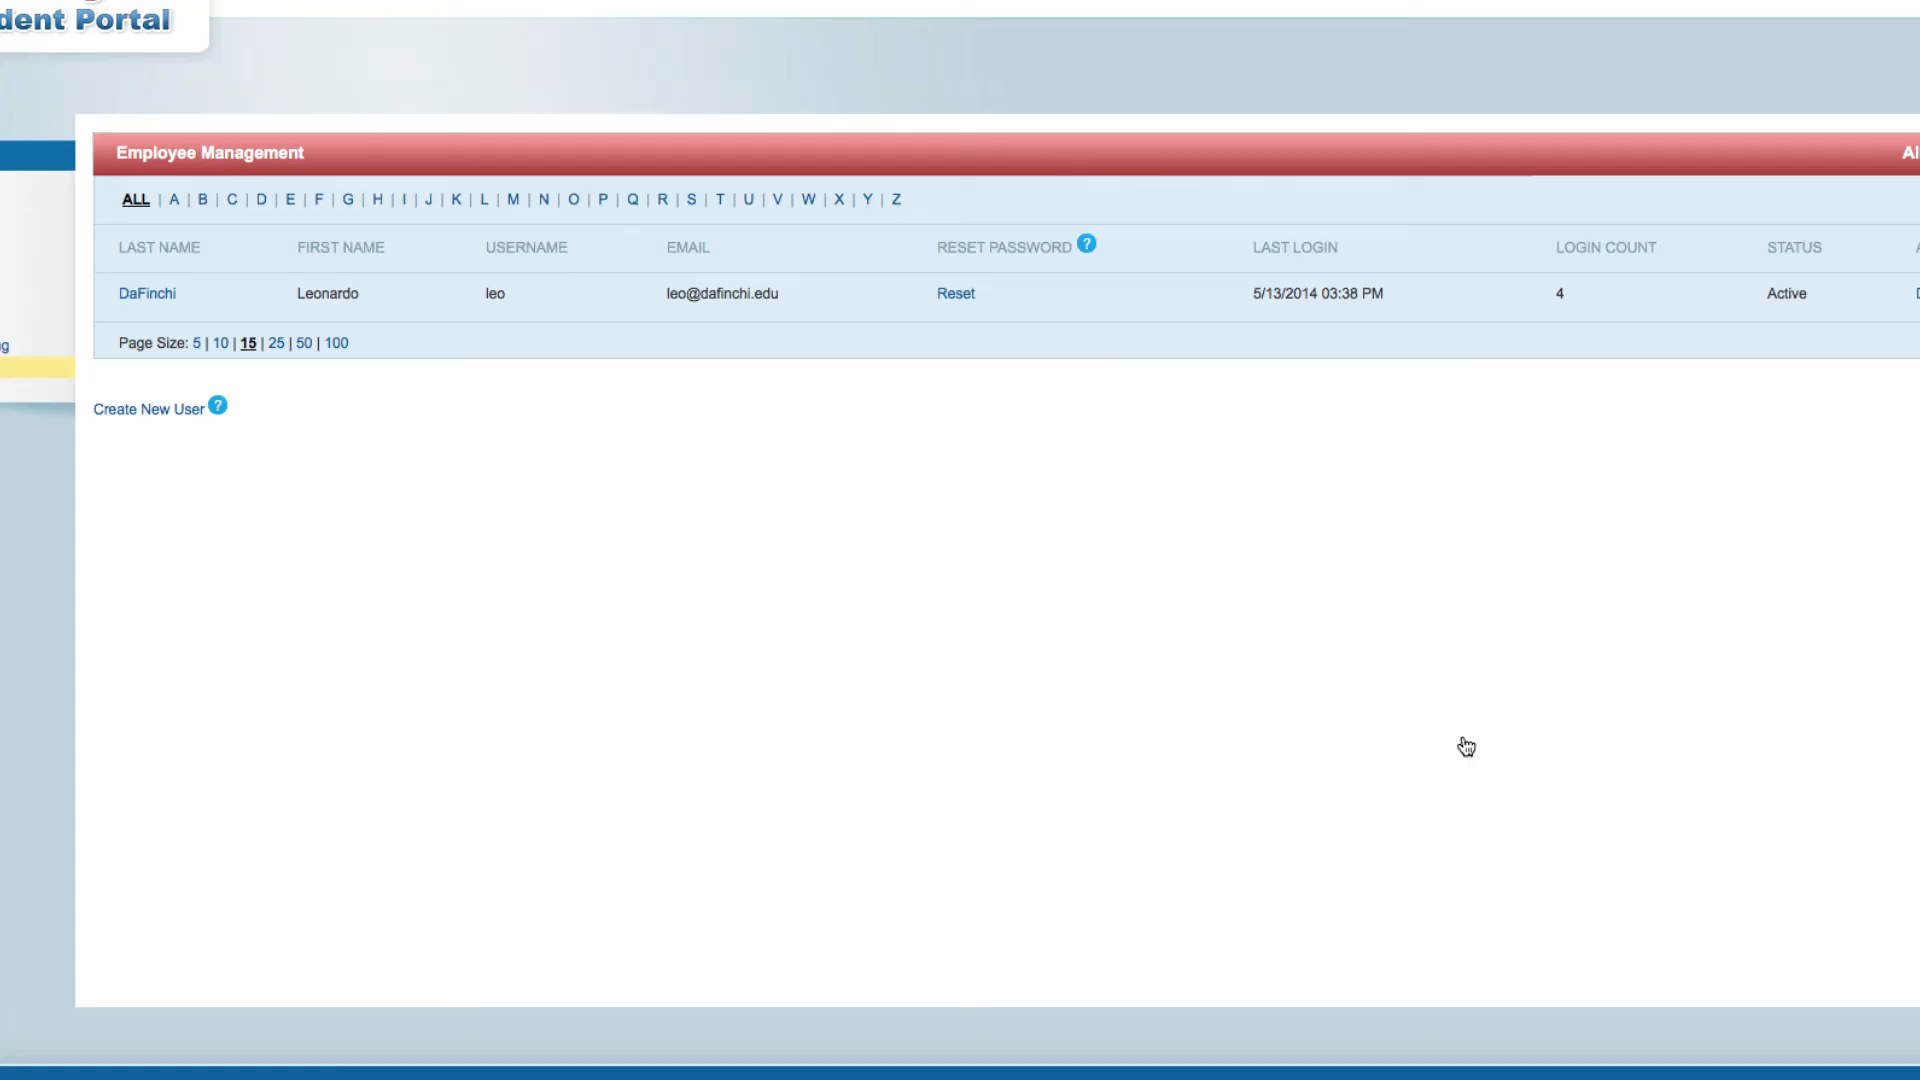 dent Portal
Employee Management
ALL | A | B | C | D | E | F | G | H | I | J | K | L | M | N | O | P | Q | R | S | T | U | V | W | X | Y | Z
LAST NAME FIRST NAME USERNAME EMAIL RESET PASSWORD ? LAST LOGIN LOGIN COUNT STATUS
DaFinchi Leonardo leo leo@dafinchi.edu Reset 5/13/2014 03:38 PM 4 Active
Page Size: 5 | 10 | 15 | 25 | 50 | 100
Create New User ?